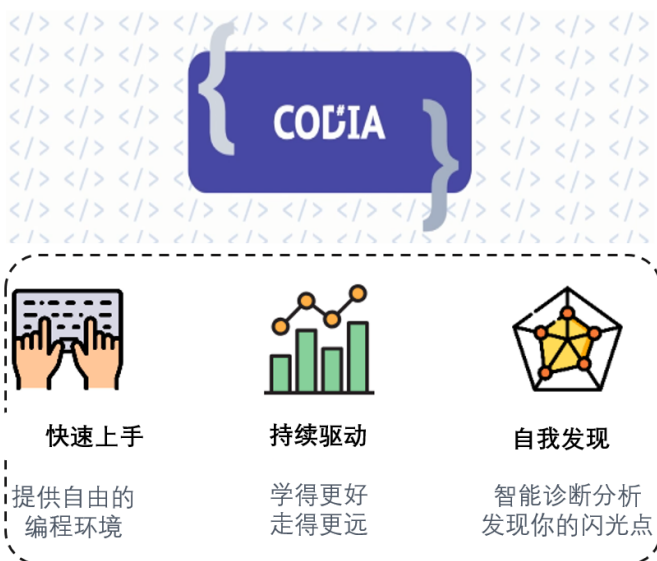 CODIA
快速上手
持续驱动
自我发现
提供自由的
编程环境
学得更好
走得更远
智能诊断分析
发现你的闪光点